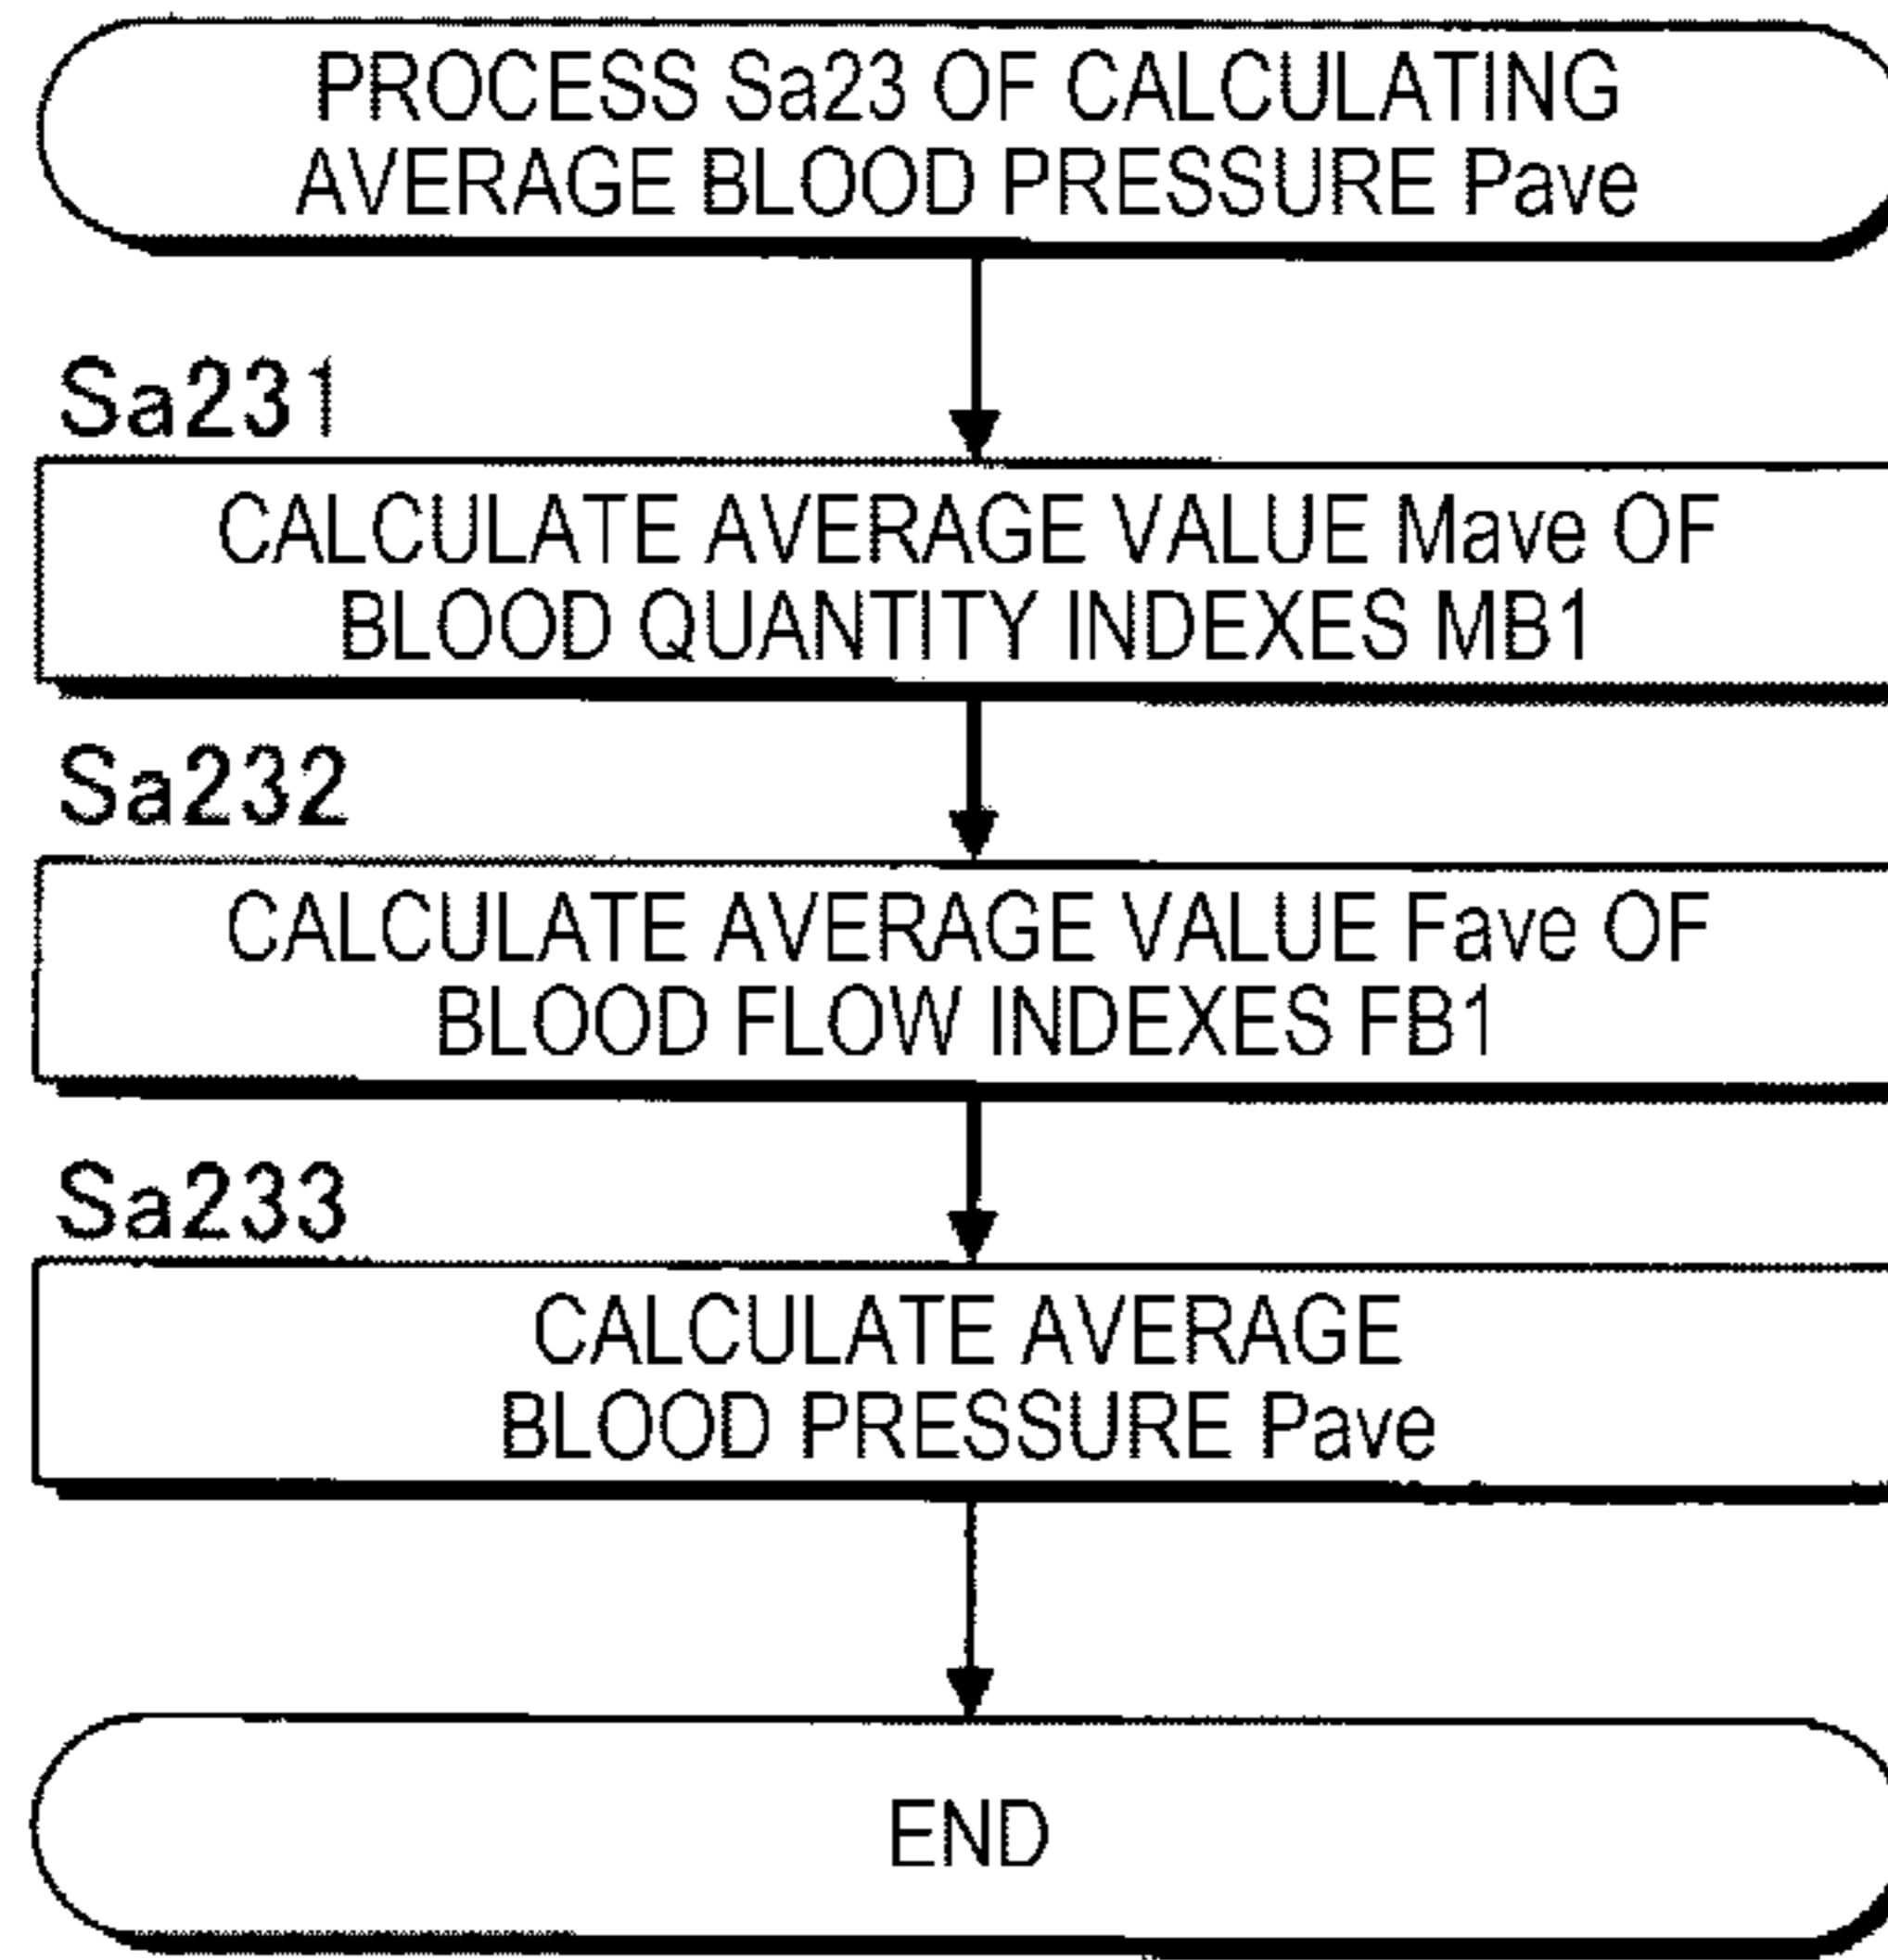 PROCESS Sa23 OF CALCULATING
AVERAGE BLOOD PRESSURE Pave
Sa231
CALCULATE AVERAGE VALUE Mave OF
BLOOD QUANTITY INDEXES MB1
Sa232
CALCULATE AVERAGE VALUE Fave OF
BLOOD FLOW INDEXES FB1
Sa233
CALCULATE AVERAGE
BLOOD PRESSURE Pave
END